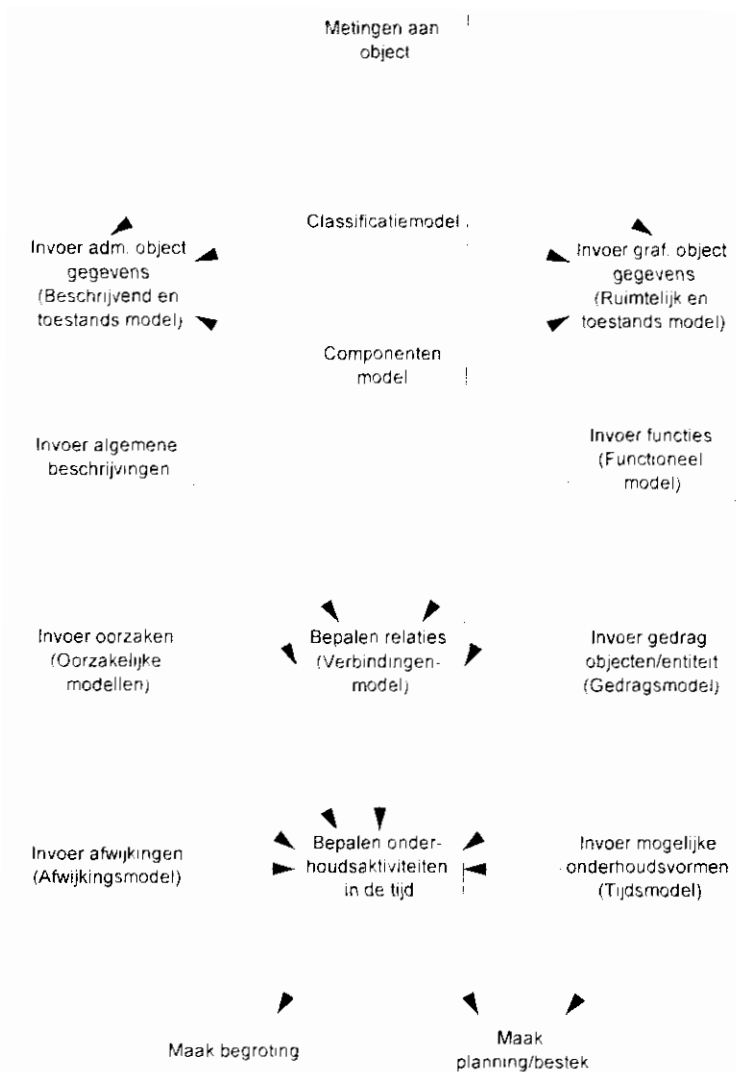 Metingen aan
object
Classificatiemodel
Invoer adm. object
gegevens
(Beschrijvend en
toestands model)
Invoer graf. object
gegevens
(Ruimtelijk en
toestands model)
Componenten
model
Invoer algemene
beschrijvingen
Invoer functies
(Functioneel
model)
Invoer oorzaken
(Oorzakelijke
modellen)
Bepalen relaties
(Verbindingen-
model)
Invoer gedrag
objecten/entiteit
(Gedragsmodel)
Invoer afwijkingen
(Afwijkingsmodel)
Bepalen onder-
houdsaktiviteiten
in de tijd
Invoer mogelijke
onderhoudsvormen
(Tijdsmodel)
Maak begroting
Maak
planning/bestek